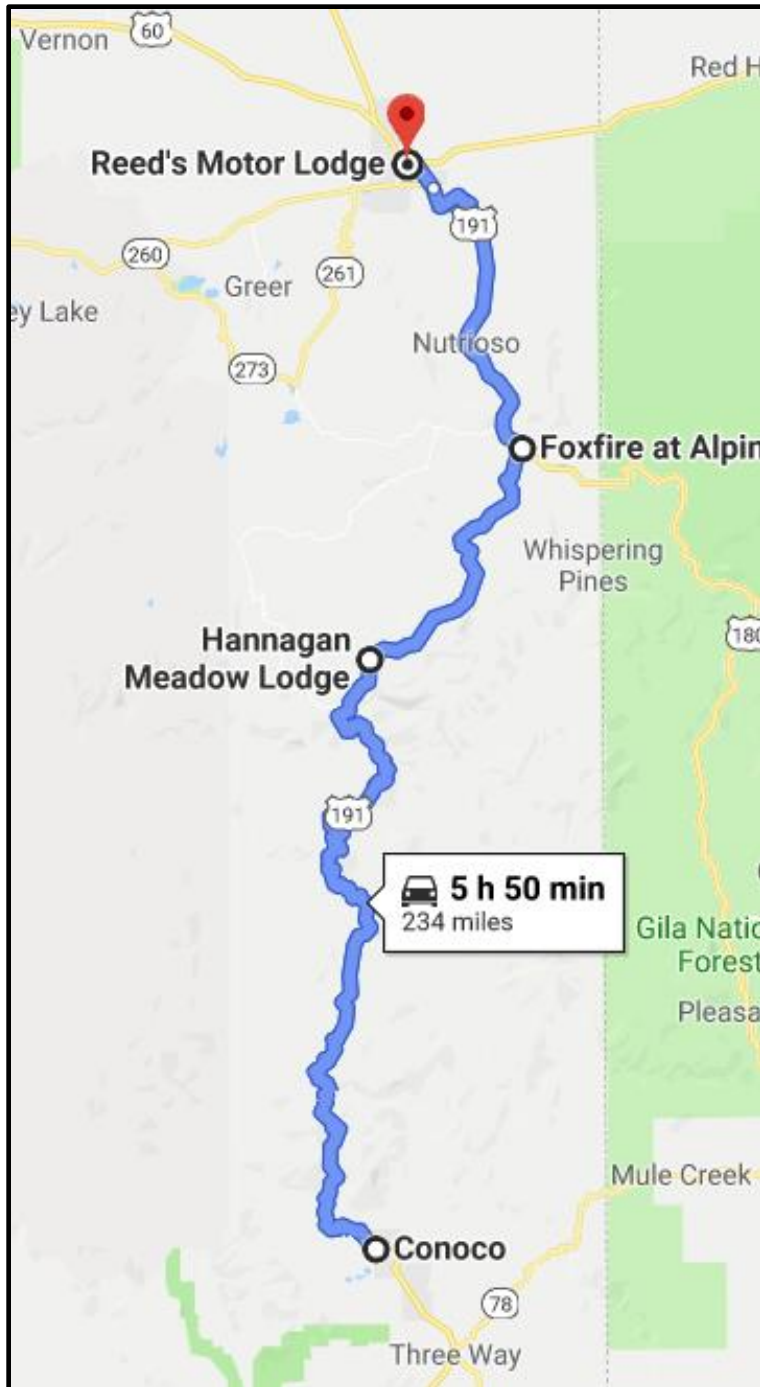 Vernon
60
Red H
Reed's Motor Lodge
191
260
Greer
261
ey Lake
Nutrioso
273
Foxfire at Alpin
Whispering
Pines
Hannagan
Meadow Lodge
180
191
5 h 50 min
234 miles
Gila Natio
Forest
Pleasa
Mule Creek
Conoco
78
Three Way